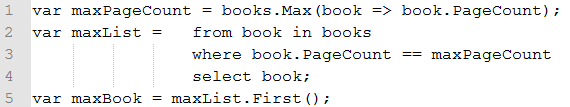 1 var maxPageCount = books.Max(book => book.PageCount);
2 var maxList =   from book in books
3                 where book.PageCount == maxPageCount
4                 select book;
5 var maxBook = maxList.First();